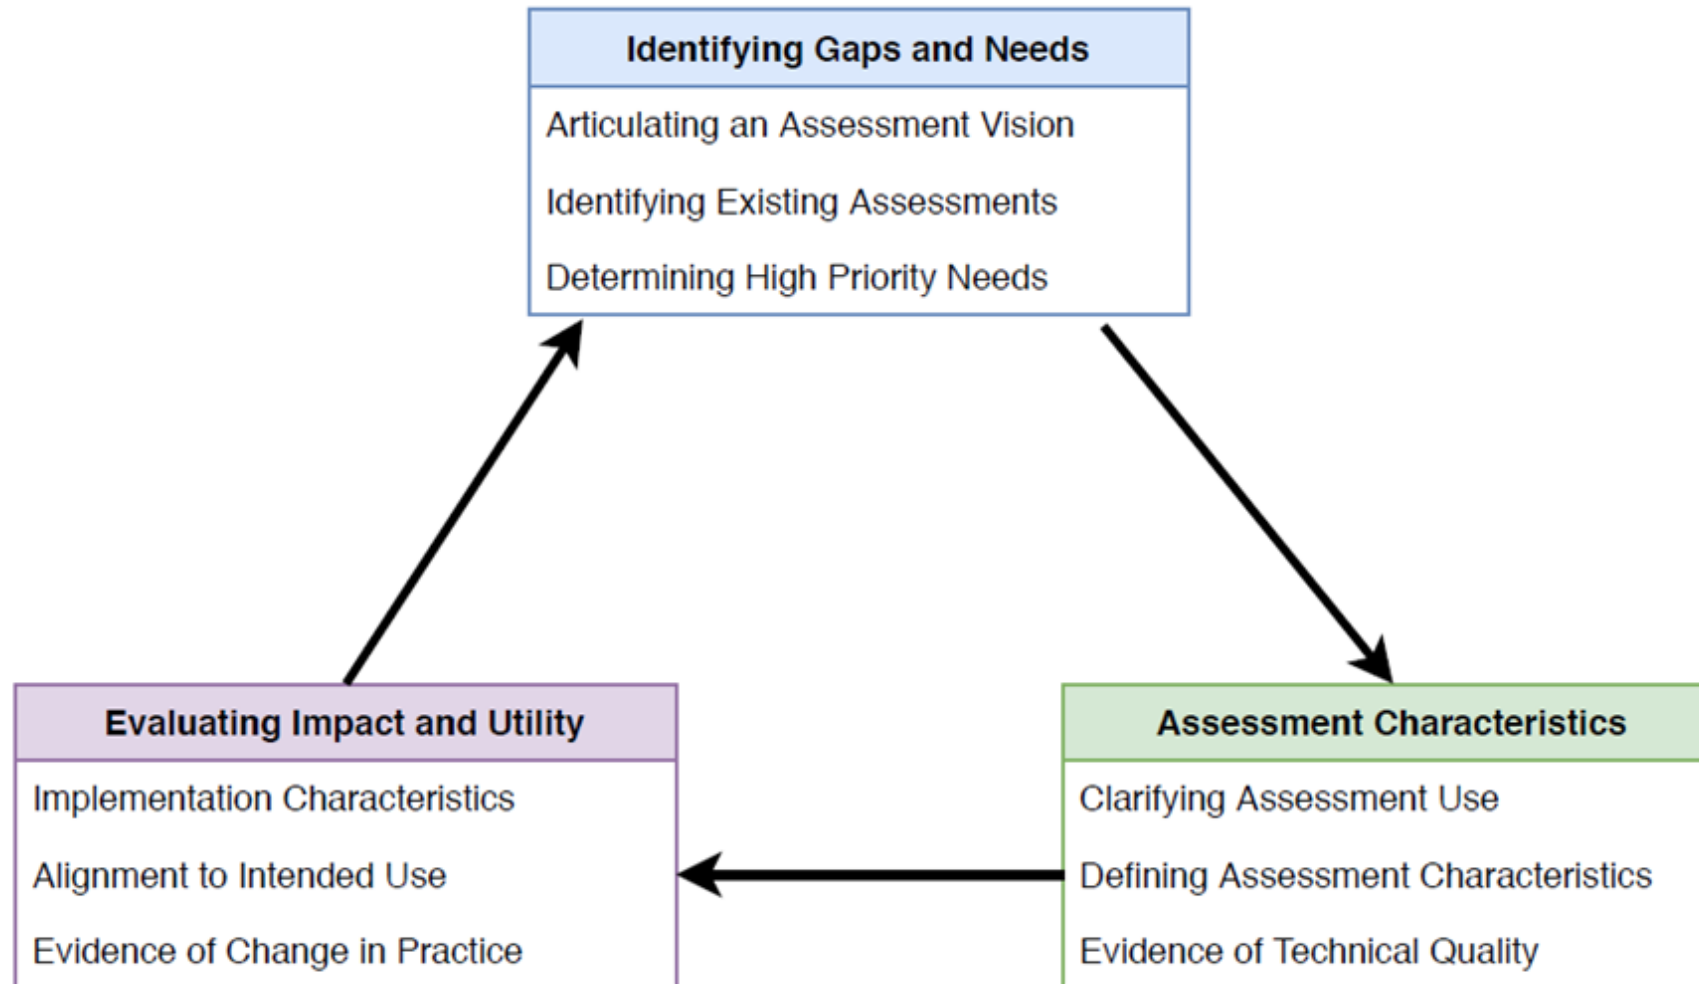 Identifying Gaps and Needs
Articulating an Assessment Vision
Identifying Existing Assessments
Determining High Priority Needs
Evaluating Impact and Utility
Implementation Characteristics
Alignment to Intended Use
Evidence of Change in Practice
Assessment Characteristics
Clarifying Assessment Use
Defining Assessment Characteristics
Evidence of Technical Quality